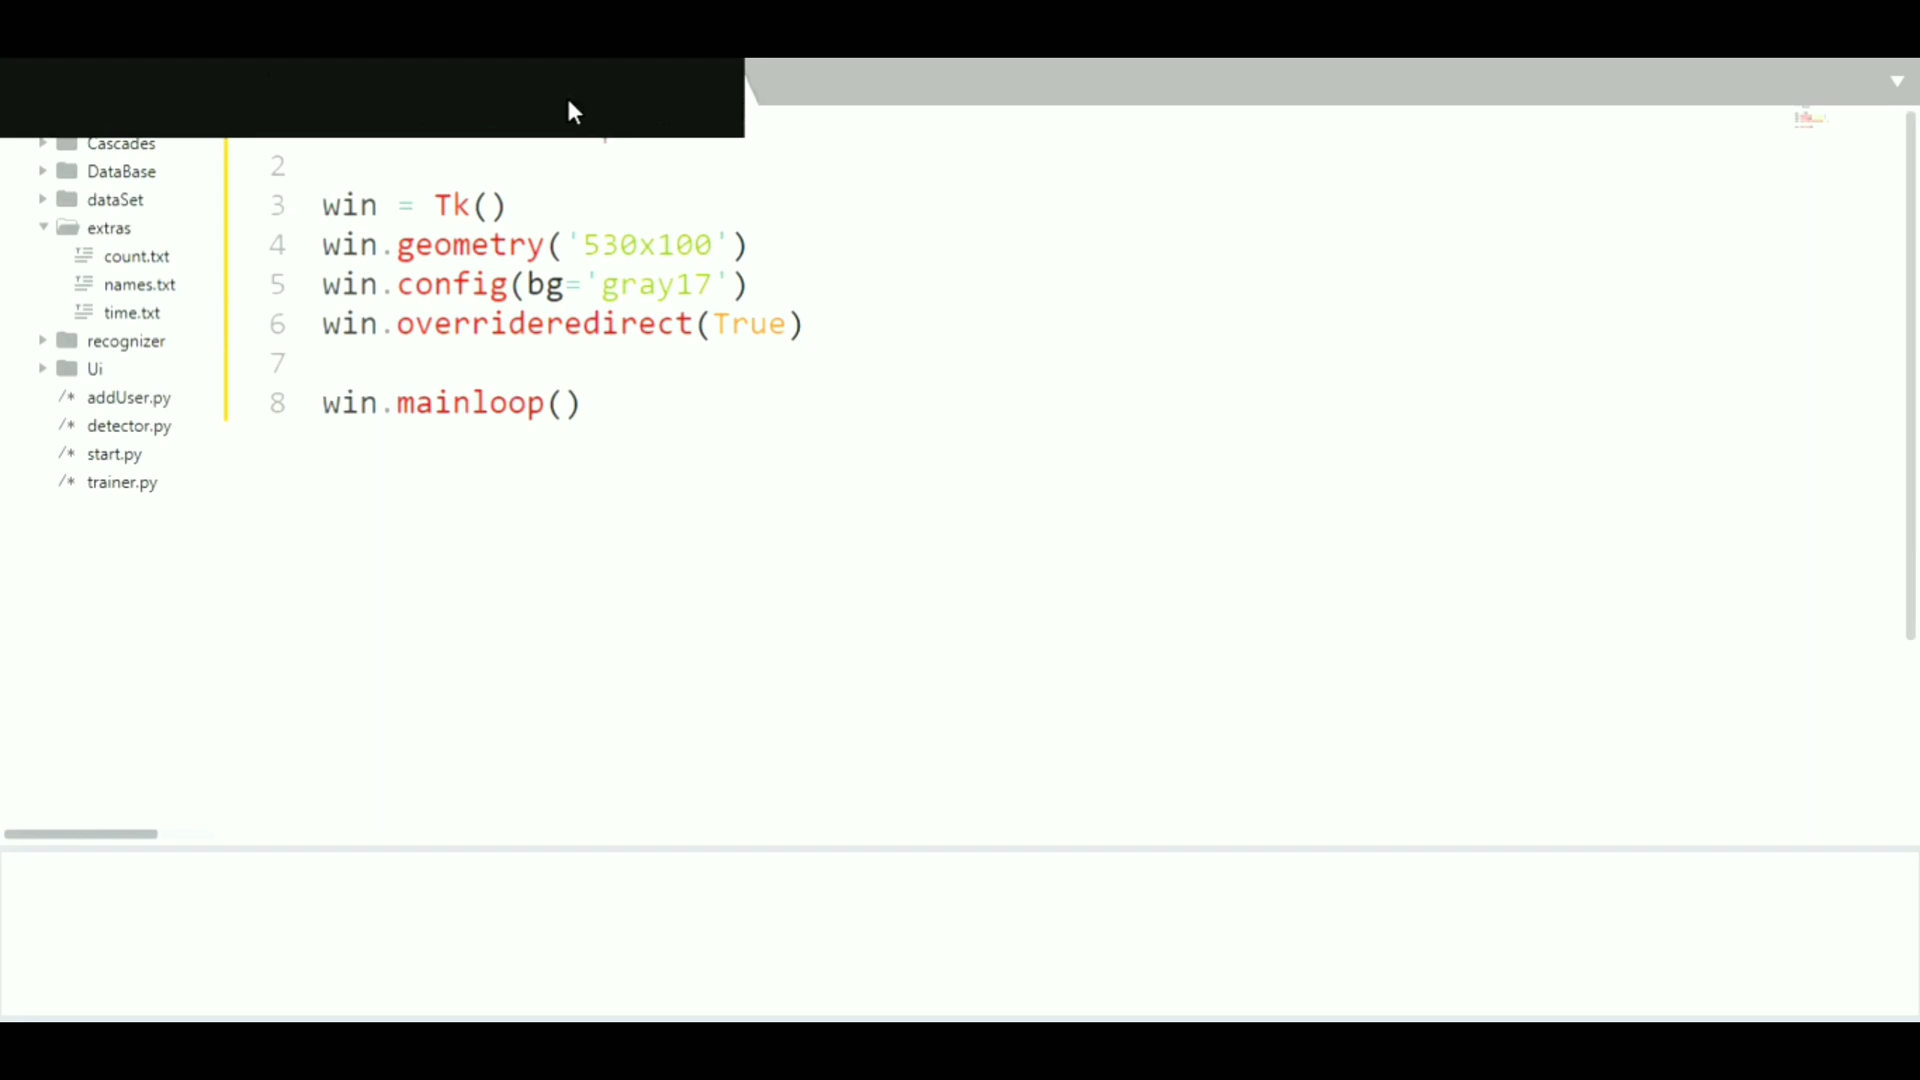 Cascades
DataBase
dataSet
extras
count.txt
names.txt
time.txt
recognizer
Ui
/* addUser.py
/* detector.py
/* start.py
/* trainer.py
2
3 win = Tk()
4 win.geometry('530x100')
5 win.config(bg='gray17')
6 win.overrideredirect(True)
7
8 win.mainloop()